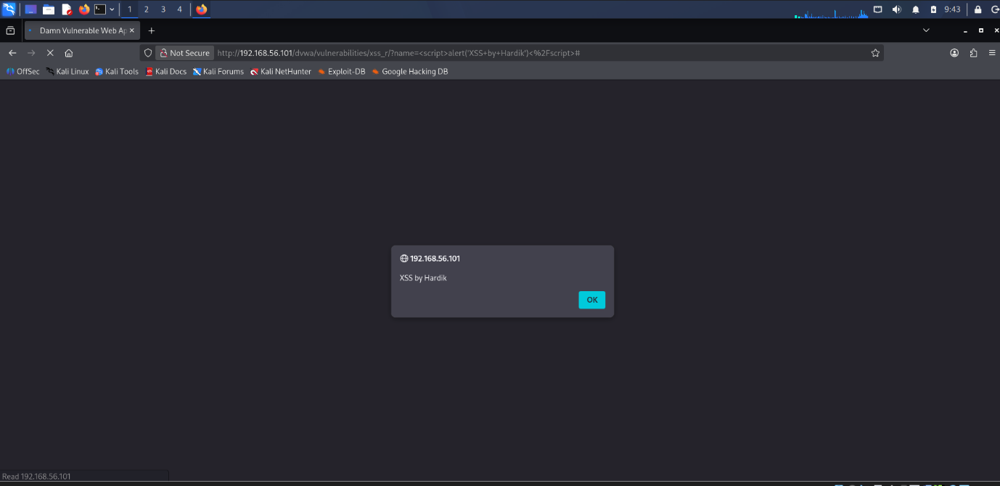 1 2 3 4 9:43
Damn Vulnerable Web Ap
Not Secure http://192.168.56.101/dvwa/vulnerabilities/xss_r/?name=<script>alert('XSS+by+Hardik')<%2Fscript>#
OffSec Kali Linux Kali Tools Kali Docs Kali Forums Kali NetHunter Exploit-DB Google Hacking DB
192.168.56.101
XSS by Hardik
OK
Read 192.168.56.101